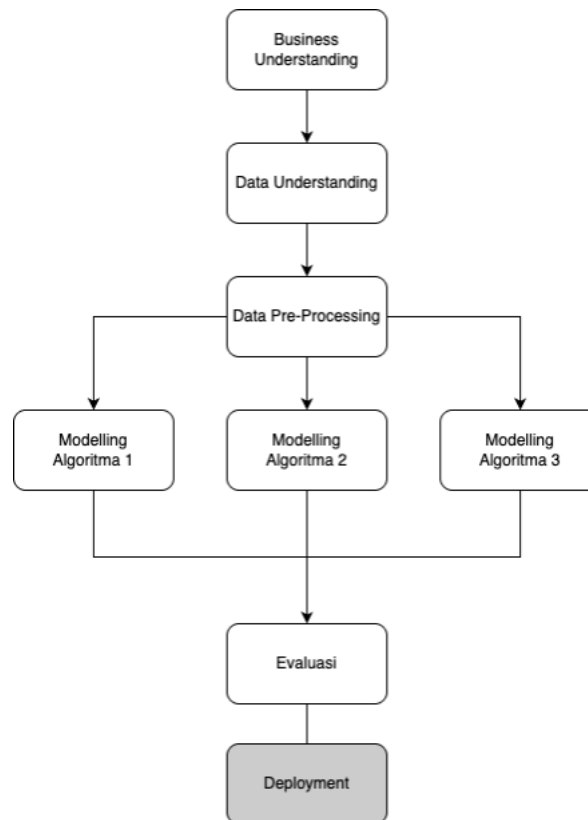 Business
Understanding
Data Understanding
Data Pre-Processing
Modelling
Algoritma 1
Modelling
Algoritma 2
Modelling
Algoritma 3
Evaluasi
Deployment